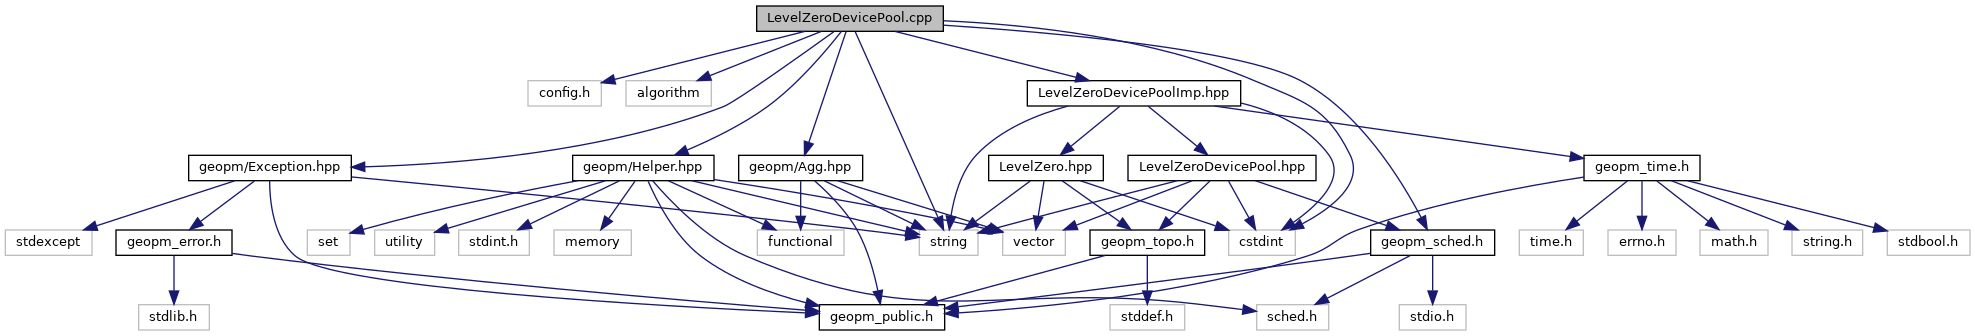 LevelZeroDevicePool.cpp
config.h
algorithm
LevelZeroDevicePoolImp.hpp
geopm/Exception.hpp
geopm/Helper.hpp
geopm/Agg.hpp
LevelZero.hpp
LevelZeroDevicePool.hpp
geopm_time.h
stdexcept
geopm_error.h
set
utility
stdint.h
memory
functional
string
vector
geopm_topo.h
cstdint
geopm_sched.h
time.h
errno.h
math.h
string.h
stdbool.h
stdlib.h
geopm_public.h
stddef.h
sched.h
stdio.h